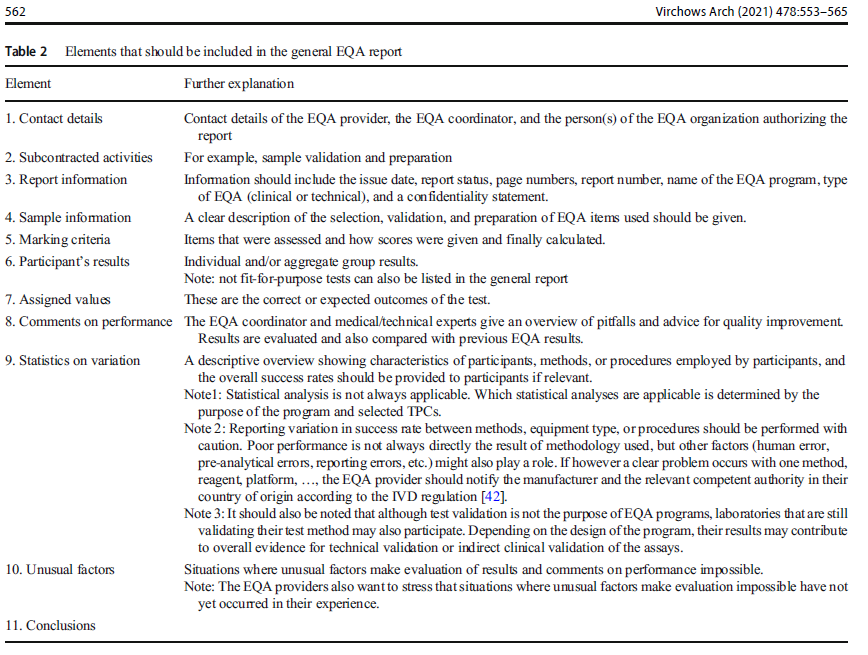 562 Virchows Arch (2021) 478:553–565
Table 2 Elements that should be included in the general EQA report
Element Further explanation
1. Contact details Contact details of the EQA provider, the EQA coordinator, and the person(s) of the EQA organization authorizing the
report
2. Subcontracted activities For example, sample validation and preparation
3. Report information Information should include the issue date, report status, page numbers, report number, name of the EQA program, type
of EQA (clinical or technical), and a confidentiality statement.
4. Sample information A clear description of the selection, validation, and preparation of EQA items used should be given.
5. Marking criteria Items that were assessed and how scores were given and finally calculated.
6. Participant's results Individual and/or aggregate group results.
Note: not fit-for-purpose tests can also be listed in the general report
7. Assigned values These are the correct or expected outcomes of the test.
8. Comments on performance The EQA coordinator and medical/technical experts give an overview of pitfalls and advice for quality improvement.
Results are evaluated and also compared with previous EQA results.
9. Statistics on variation A descriptive overview showing characteristics of participants, methods, or procedures employed by participants, and
the overall success rates should be provided to participants if relevant.
Note1: Statistical analysis is not always applicable. Which statistical analyses are applicable is determined by the
purpose of the program and selected TPCs.
Note 2: Reporting variation in success rate between methods, equipment type, or procedures should be performed with
caution. Poor performance is not always directly the result of methodology used, but other factors (human error,
pre-analytical errors, reporting errors, etc.) might also play a role. If however a clear problem occurs with one method,
reagent, platform, …, the EQA provider should notify the manufacturer and the relevant competent authority in their
country of origin according to the IVD regulation [42].
Note 3: It should also be noted that although test validation is not the purpose of EQA programs, laboratories that are still
validating their test method may also participate. Depending on the design of the program, their results may contribute
to overall evidence for technical validation or indirect clinical validation of the assays.
10. Unusual factors Situations where unusual factors make evaluation of results and comments on performance impossible.
Note: The EQA providers also want to stress that situations where unusual factors make evaluation impossible have not
yet occurred in their experience.
11. Conclusions